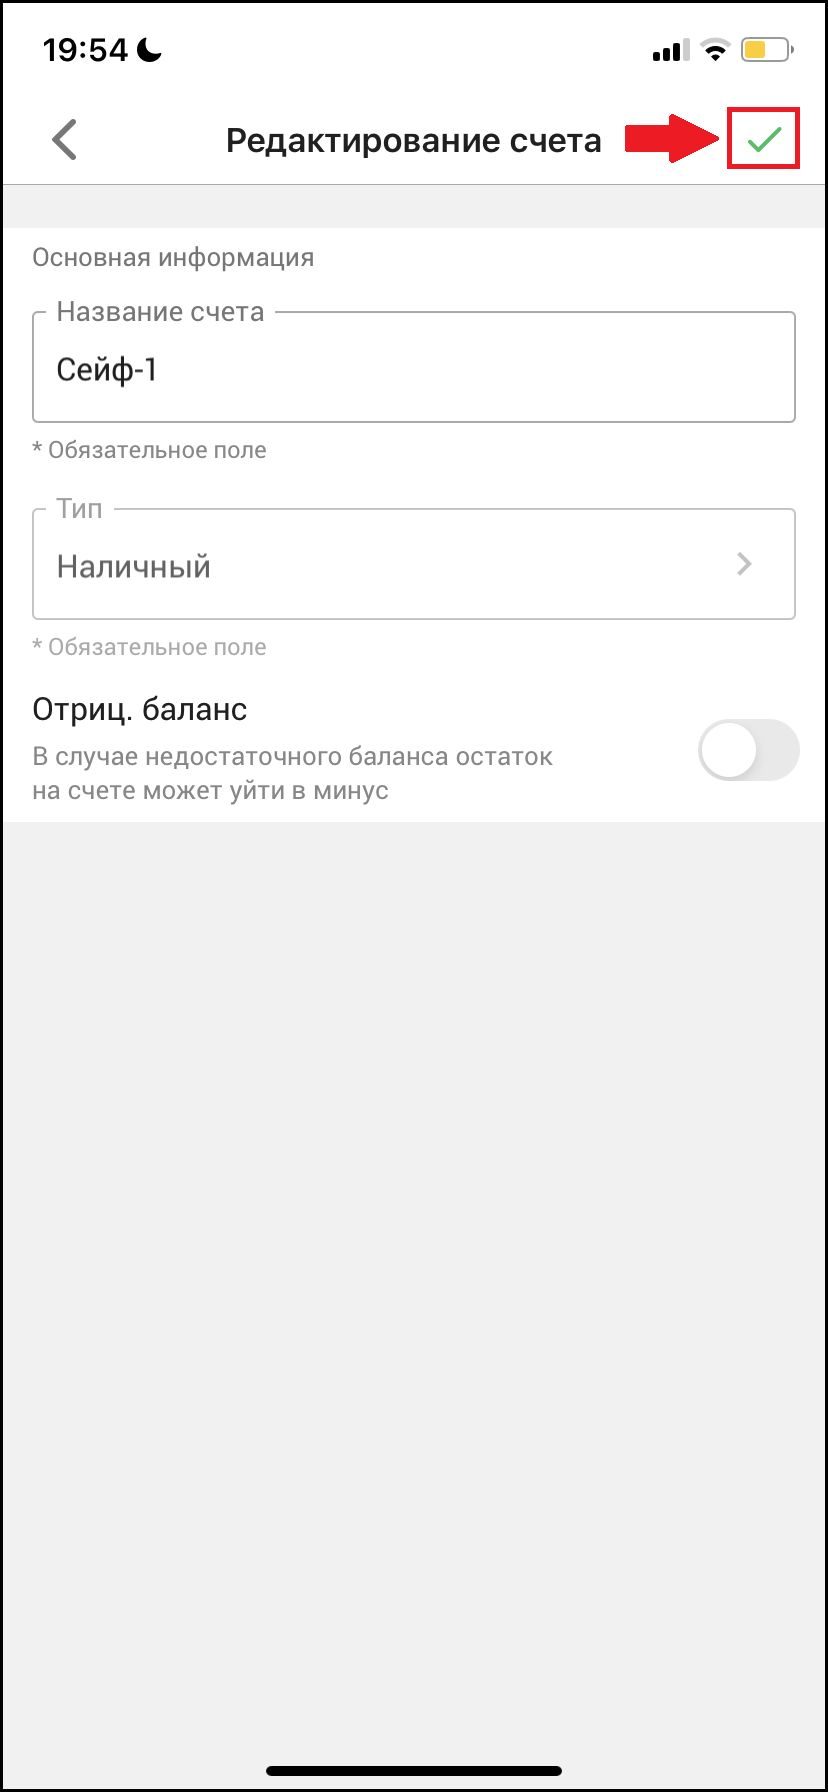 19:54
Редактирование счета
Основная информация
Название счета
Сейф-1
* Обязательное поле
Тип
Наличный
* Обязательное поле
Отриц. баланс
В случае недостаточного баланса остаток
на счете может уйти в минус